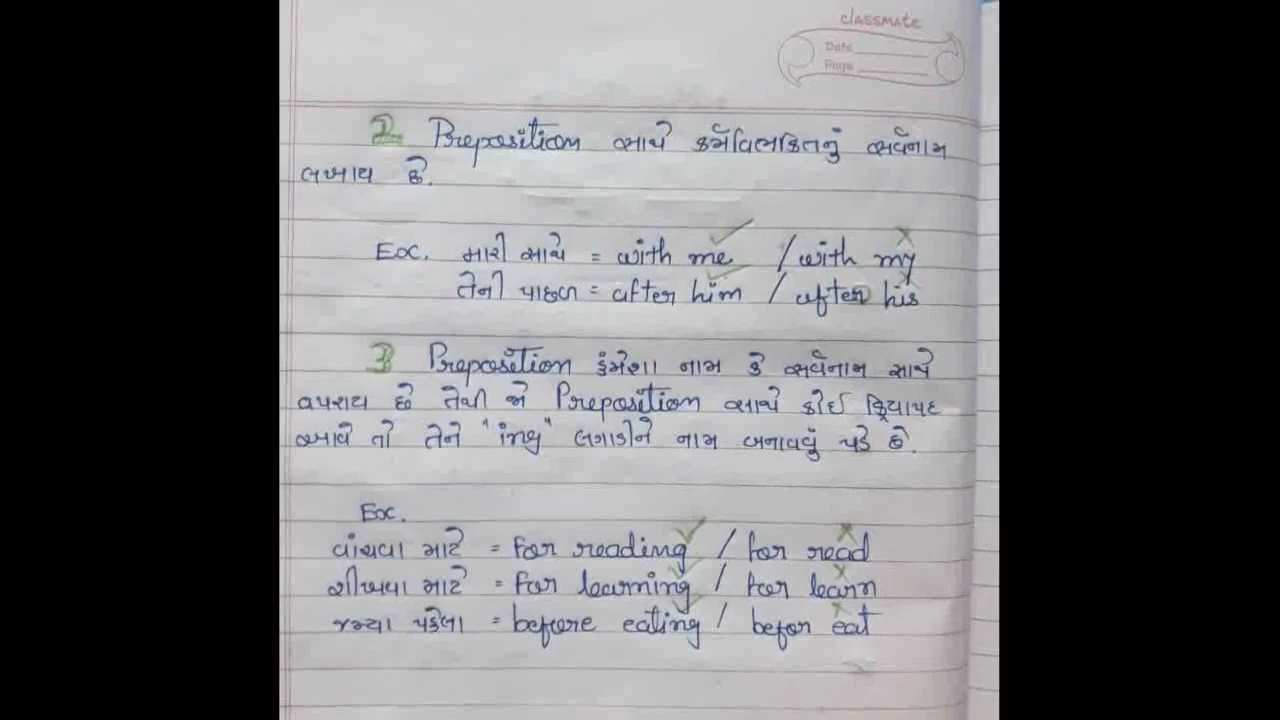 classmate
Date
Page
2 Preposition સાથે કર્મવિભક્તિનું સર્વનામ
લખાય છે.
Ex. મારી સાથે = with me / with my
તેની પાછળ = after him / after his
3 Preposition હંમેશા નામ કે સર્વનામ સાથે
વપરાય છે તેથી જો Preposition સાથે કોઈ ક્રિયાપદ
આવે તો તેને "ing" લગાડીને નામ બનાવવું પડે છે.
Ex.
વાંચવા માટે = for reading / for read
શીખવા માટે = for learning / for learn
જમ્યા પહેલા = before eating / befor eat